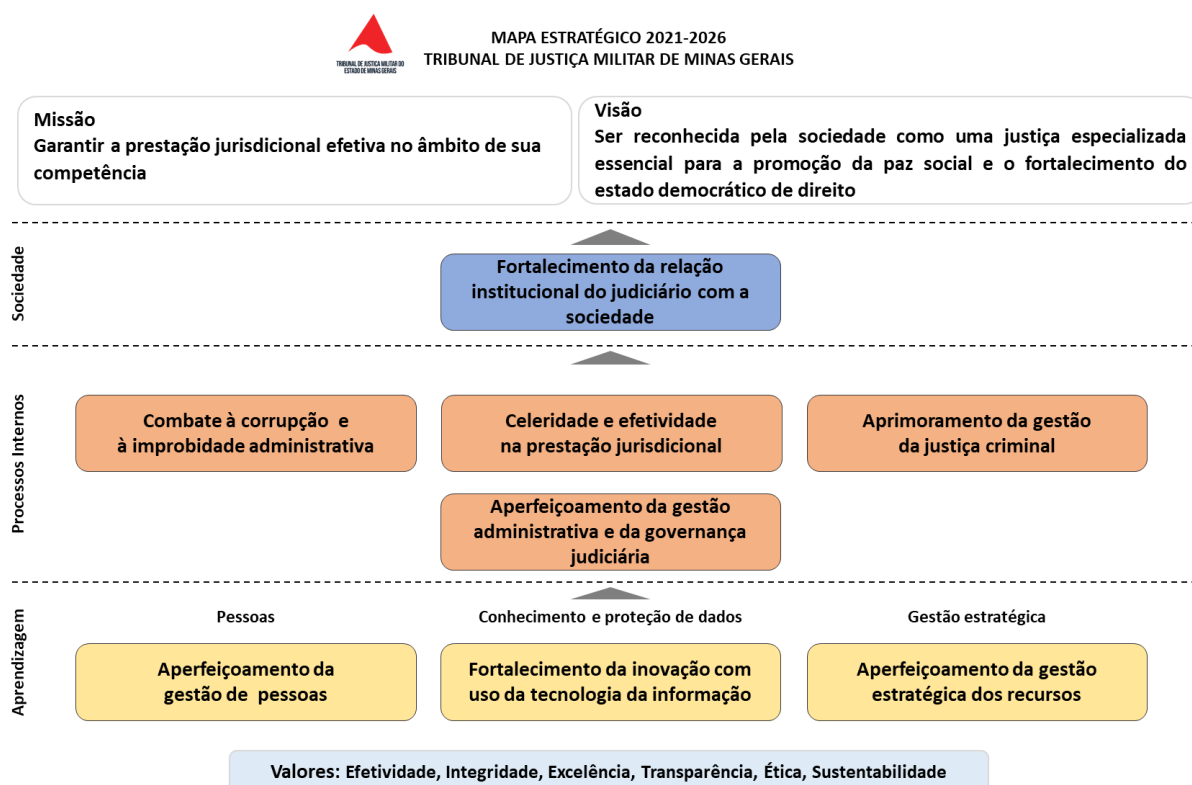 MAPA ESTRATÉGICO 2021-2026
TRIBUNAL DE JUSTIÇA MILITAR DE MINAS GERAIS
TRIBUNAL DE JUSTIÇA MILITAR DO
ESTADO DE MINAS GERAIS
Missão
Garantir a prestação jurisdicional efetiva no âmbito de sua
competência
Visão
Ser reconhecida pela sociedade como uma justiça especializada
essencial para a promoção da paz social e o fortalecimento do
estado democrático de direito
Sociedade
Fortalecimento da relação
institucional do judiciário com a
sociedade
Processos Internos
Combate à corrupção e
à improbidade administrativa
Celeridade e efetividade
na prestação jurisdicional
Aprimoramento da gestão
da justiça criminal
Aperfeiçoamento da gestão
administrativa e da governança
judiciária
Aprendizagem
Pessoas
Conhecimento e proteção de dados
Gestão estratégica
Aperfeiçoamento da
gestão de pessoas
Fortalecimento da inovação com
uso da tecnologia da informação
Aperfeiçoamento da gestão
estratégica dos recursos
Valores: Efetividade, Integridade, Excelência, Transparência, Ética, Sustentabilidade